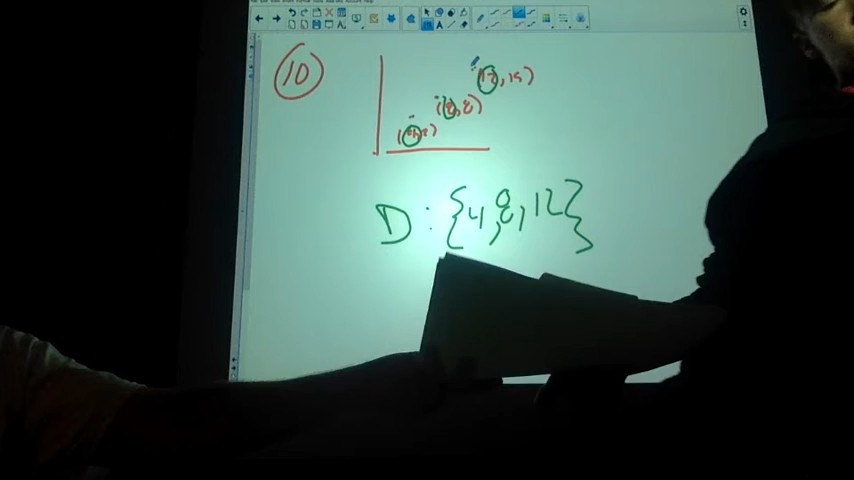 10
(12, 15)
(8, 8)
D : {4, 8, 12}